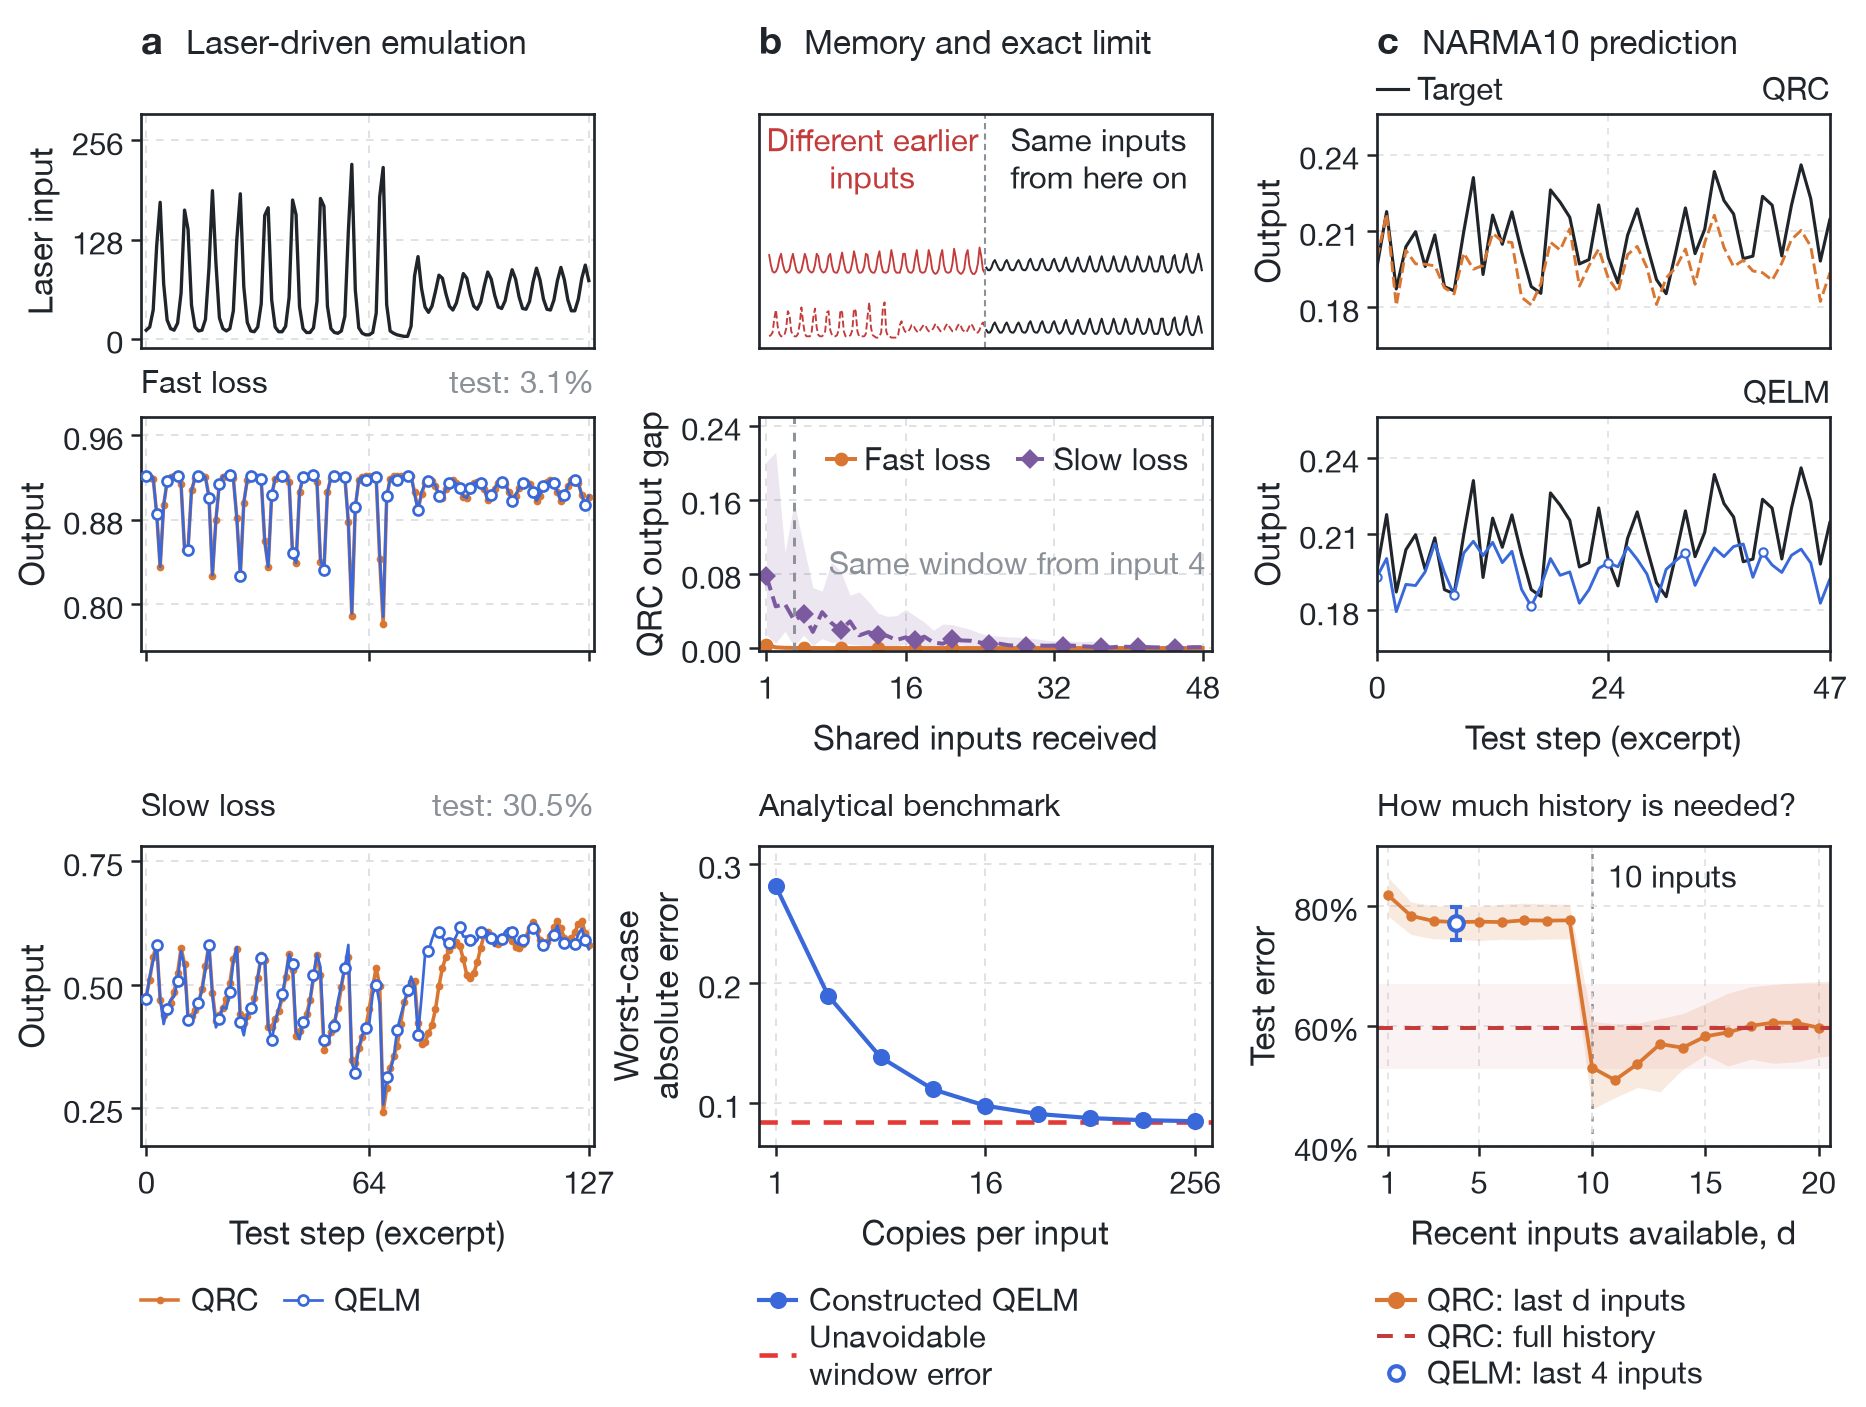 a Laser-driven emulation
Laser input
256
128
0
Fast loss
test: 3.1%
Output
0.96
0.88
0.80
Slow loss
test: 30.5%
Output
0.75
0.50
0.25
0
64
127
Test step (excerpt)
QRC
QELM
b Memory and exact limit
Different earlier
inputs
Same inputs
from here on
QRC output gap
0.24
0.16
0.08
0.00
Fast loss
Slow loss
Same window from input 4
1
16
32
48
Shared inputs received
Analytical benchmark
Worst-case
absolute error
0.3
0.2
0.1
1
16
256
Copies per input
Constructed QELM
Unavoidable
window error
c NARMA10 prediction
Target
QRC
Output
0.24
0.21
0.18
QELM
Output
0.24
0.21
0.18
0
24
47
Test step (excerpt)
How much history is needed?
Test error
80%
60%
40%
10 inputs
1
5
10
15
20
Recent inputs available, d
QRC: last d inputs
QRC: full history
QELM: last 4 inputs